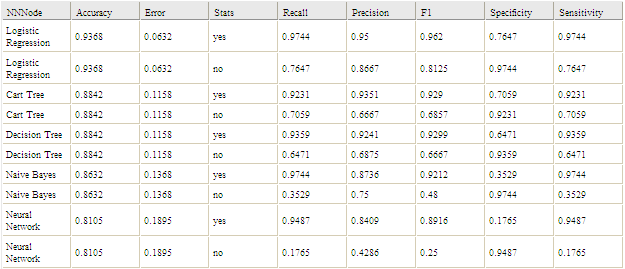 NNNode Accuracy Error Stats Recall Precision F1 Specificity Sensitivity
Logistic
Regression 0.9368 0.0632 yes 0.9744 0.95 0.962 0.7647 0.9744
Logistic
Regression 0.9368 0.0632 no 0.7647 0.8667 0.8125 0.9744 0.7647
Cart Tree 0.8842 0.1158 yes 0.9231 0.9351 0.929 0.7059 0.9231
Cart Tree 0.8842 0.1158 no 0.7059 0.6667 0.6857 0.9231 0.7059
Decision Tree 0.8842 0.1158 yes 0.9359 0.9241 0.9299 0.6471 0.9359
Decision Tree 0.8842 0.1158 no 0.6471 0.6875 0.6667 0.9359 0.6471
Naive Bayes 0.8632 0.1368 yes 0.9744 0.8736 0.9212 0.3529 0.9744
Naive Bayes 0.8632 0.1368 no 0.3529 0.75 0.48 0.9744 0.3529
Neural
Network 0.8105 0.1895 yes 0.9487 0.8409 0.8916 0.1765 0.9487
Neural
Network 0.8105 0.1895 no 0.1765 0.4286 0.25 0.9487 0.1765